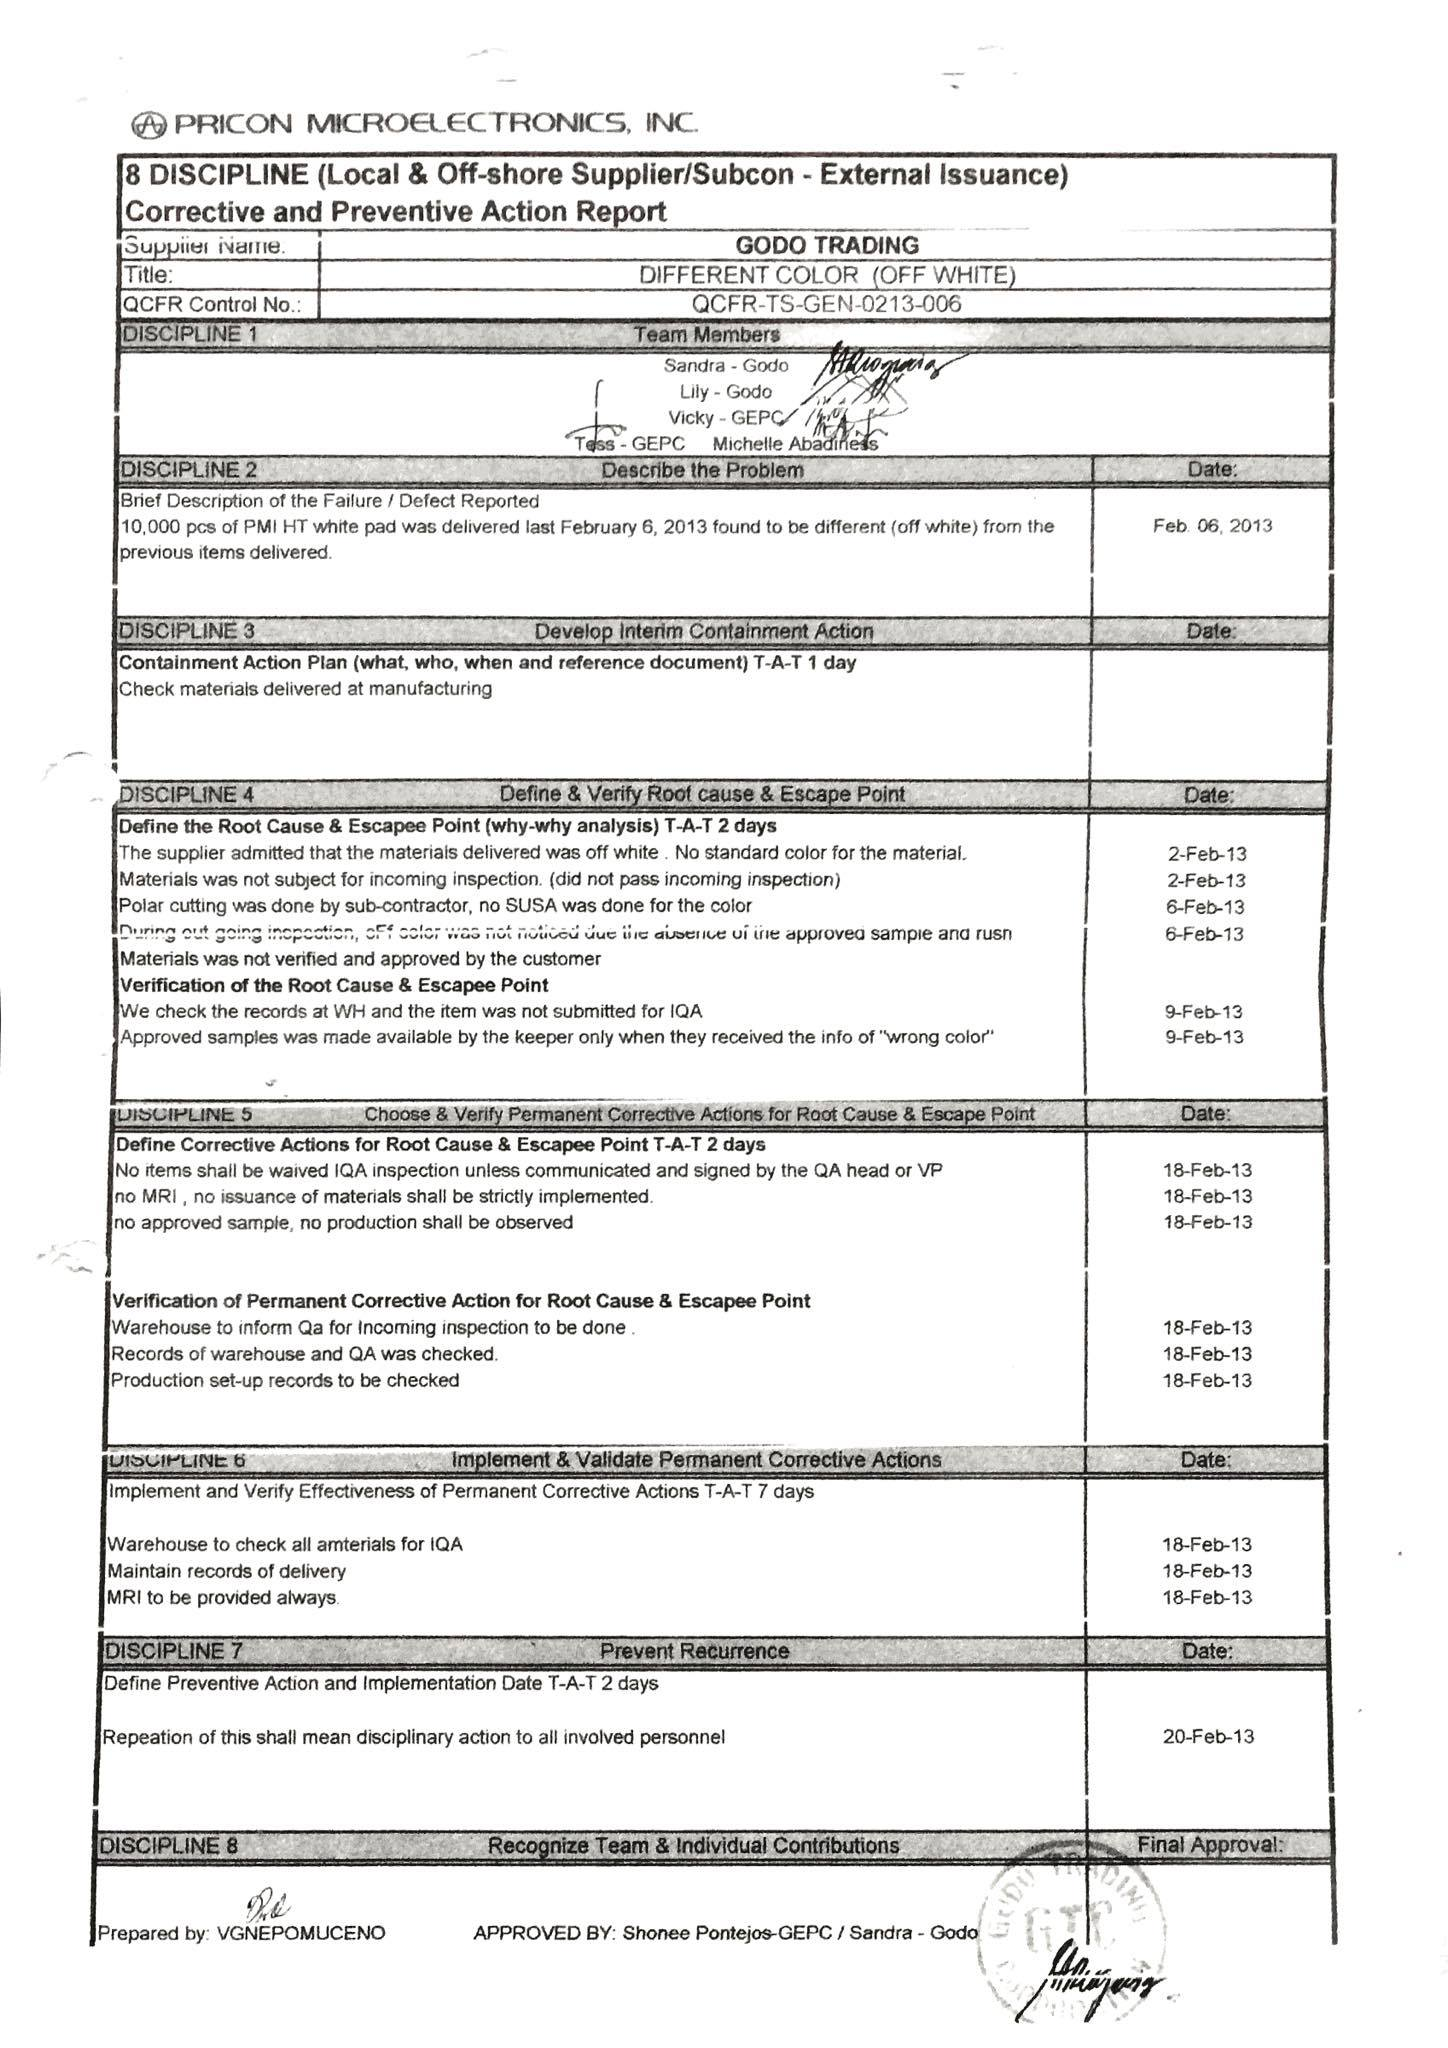 PRICON MICROELECTRONICS, INC.
8 DISCIPLINE (Local & Off-shore Supplier/Subcon - External Issuance)
Corrective and Preventive Action Report
Supplier Name. GODO TRADING
Title: DIFFERENT COLOR (OFF WHITE)
QCFR Control No.: QCFR-TS-GEN-0213-006
DISCIPLINE 1 Team Members
Sandra - Godo
Lily - Godo
Vicky - GEPC
Tess - GEPC Michelle Abadiness
DISCIPLINE 2 Describe the Problem Date:
Brief Description of the Failure / Defect Reported
10,000 pcs of PMI HT white pad was delivered last February 6, 2013 found to be different (off white) from the Feb. 06, 2013
previous items delivered.
DISCIPLINE 3 Develop Interim Containment Action Date:
Containment Action Plan (what, who, when and reference document) T-A-T 1 day
Check materials delivered at manufacturing
DISCIPLINE 4 Define & Verify Root cause & Escape Point Date:
Define the Root Cause & Escapee Point (why-why analysis) T-A-T 2 days
The supplier admitted that the materials delivered was off white . No standard color for the material. 2-Feb-13
Materials was not subject for incoming inspection. (did not pass incoming inspection) 2-Feb-13
Polar cutting was done by sub-contractor, no SUSA was done for the color 6-Feb-13
During out going inspection, off color was not noticed due the absence of the approved sample and rush 6-Feb-13
Materials was not verified and approved by the customer
Verification of the Root Cause & Escapee Point
We check the records at WH and the item was not submitted for IQA 9-Feb-13
Approved samples was made available by the keeper only when they received the info of "wrong color" 9-Feb-13
DISCIPLINE 5 Choose & Verify Permanent Corrective Actions for Root Cause & Escape Point Date:
Define Corrective Actions for Root Cause & Escapee Point T-A-T 2 days
No items shall be waived IQA inspection unless communicated and signed by the QA head or VP 18-Feb-13
no MRI , no issuance of materials shall be strictly implemented. 18-Feb-13
no approved sample, no production shall be observed 18-Feb-13
Verification of Permanent Corrective Action for Root Cause & Escapee Point
Warehouse to inform Qa for Incoming inspection to be done . 18-Feb-13
Records of warehouse and QA was checked. 18-Feb-13
Production set-up records to be checked 18-Feb-13
DISCIPLINE 6 Implement & Validate Permanent Corrective Actions Date:
Implement and Verify Effectiveness of Permanent Corrective Actions T-A-T 7 days
Warehouse to check all amterials for IQA 18-Feb-13
Maintain records of delivery 18-Feb-13
MRI to be provided always. 18-Feb-13
DISCIPLINE 7 Prevent Recurrence Date:
Define Preventive Action and Implementation Date T-A-T 2 days
Repeation of this shall mean disciplinary action to all involved personnel 20-Feb-13
DISCIPLINE 8 Recognize Team & Individual Contributions Final Approval:
GODO TRADING
GTC
Prepared by: VGNEPOMUCENO APPROVED BY: Shonee Pontejos-GEPC / Sandra - Godo